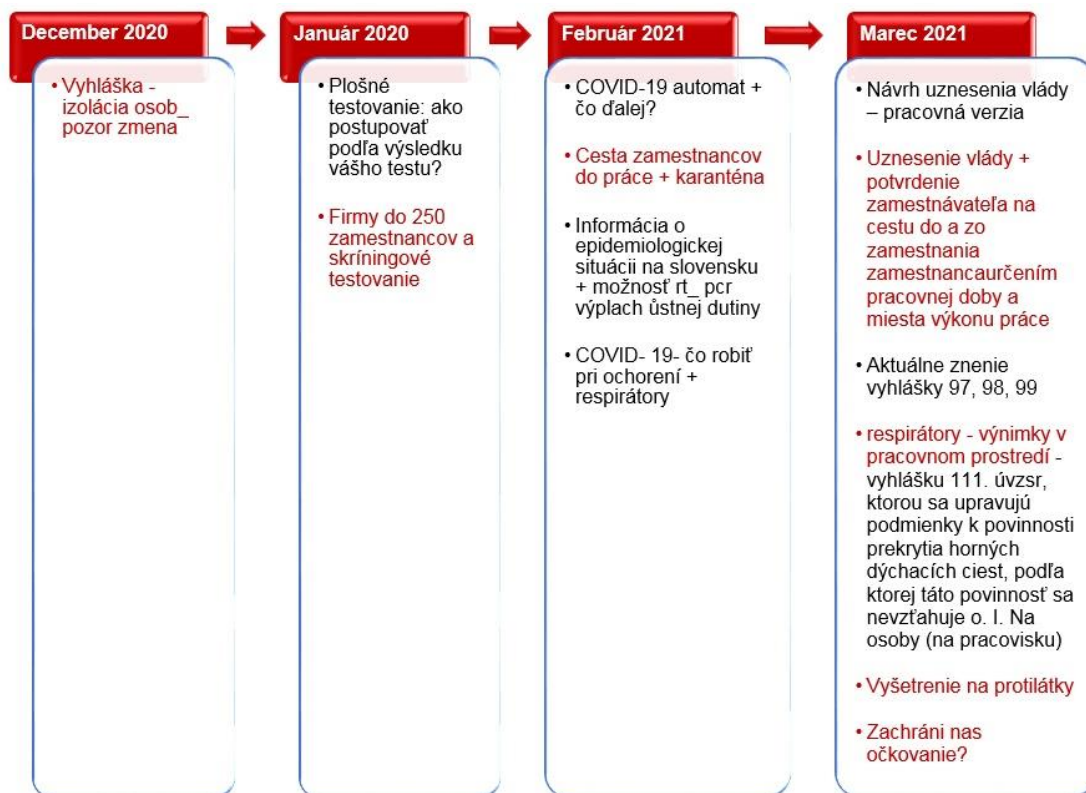 December 2020
• Vyhláška -
izolácia osob_
pozor zmena
Január 2020
• Plošné
testovanie: ako
postupovať
podľa výsledku
vášho testu?
• Firmy do 250
zamestnancov a
skríningové
testovanie
Február 2021
• COVID-19 automat +
čo ďalej?
• Cesta zamestnancov
do práce + karanténa
• Informácia o
epidemiologickej
situácii na slovensku
+ možnosť rt_ pcr
výplach ůstnej dutiny
• COVID- 19- čo robiť
pri ochorení +
respirátory
Marec 2021
• Návrh uznesenia vlády
– pracovná verzia
• Uznesenie vlády +
potvrdenie
zamestnávateľa na
cestu do a zo
zamestnania
zamestnancaurčením
pracovnej doby a
miesta výkonu práce
• Aktuálne znenie
vyhlášky 97, 98, 99
• respirátory - výnimky v
pracovnom prostredí -
vyhlášku 111. úvzsr,
ktorou sa upravujú
podmienky k povinnosti
prekrytia horných
dýchacích ciest, podľa
ktorej táto povinnosť sa
nevzťahuje o. I. Na
osoby (na pracovisku)
• Vyšetrenie na protilátky
• Zachráni nas
očkovanie?